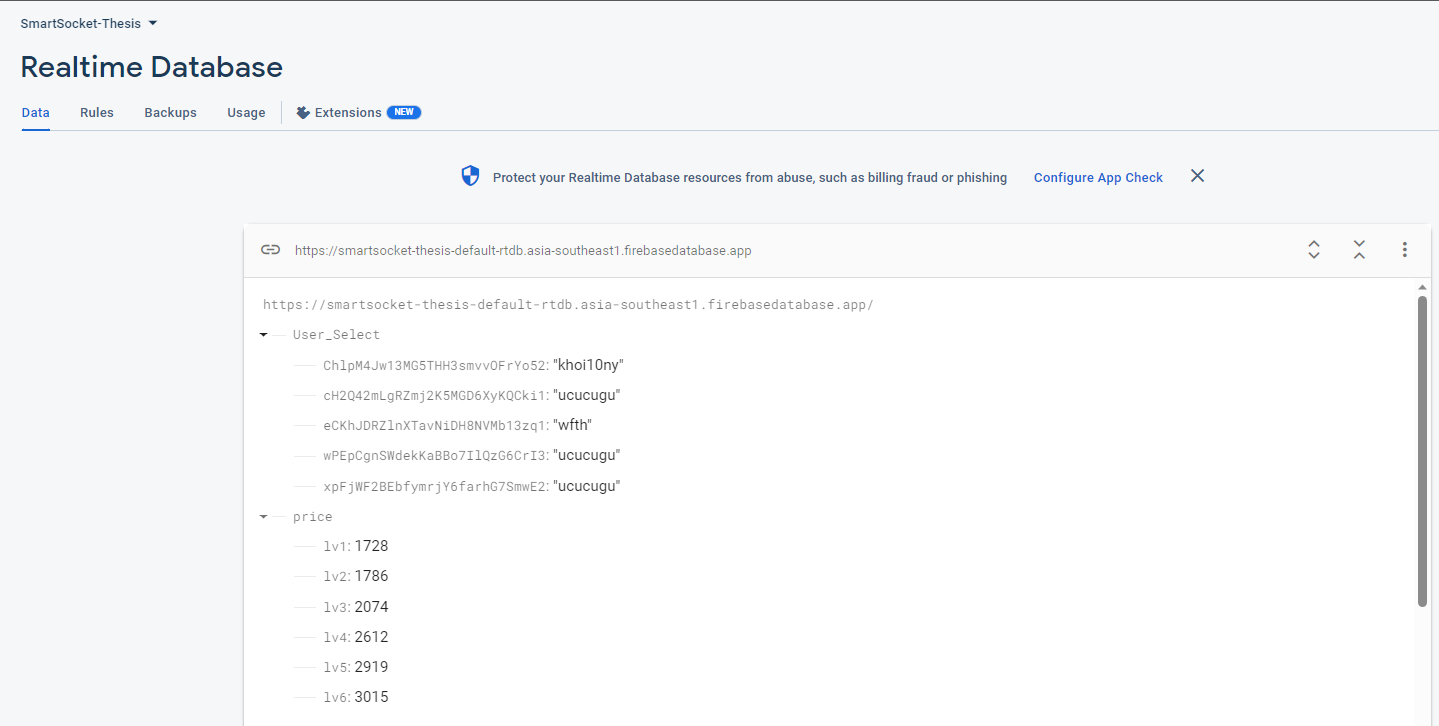 SmartSocket-Thesis
Realtime Database
Data Rules Backups Usage Extensions NEW
Protect your Realtime Database resources from abuse, such as billing fraud or phishing Configure App Check
https://smartsocket-thesis-default-rtdb.asia-southeast1.firebasedatabase.app
https://smartsocket-thesis-default-rtdb.asia-southeast1.firebasedatabase.app/
User_Select
ChlpM4Jw13MG5THH3smvvOFrYo52: "khoi10ny"
cH2Q42mLgRZmj2K5MGD6XyKQCki1: "ucucugu"
eCKhJDRZlnXTavNiDH8NVMb13zq1: "wfth"
wPEpCgnSWdekKaBBo7IlQzG6CrI3: "ucucugu"
xpFjWF2BEbfymrjY6farhG7SmwE2: "ucucugu"
price
lv1: 1728
lv2: 1786
lv3: 2074
lv4: 2612
lv5: 2919
lv6: 3015